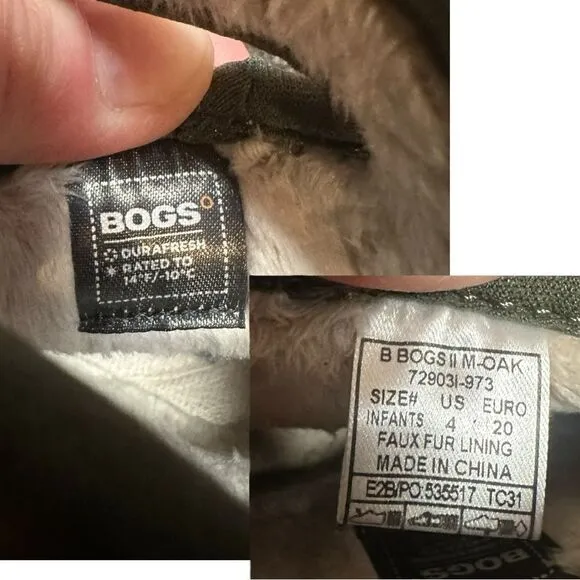 BOGS
DURAFRESH
RATED TO
14°F/-10°C
B BOGS II M-OAK
72903I-973
SIZE# US EURO
INFANTS 4 20
FAUX FUR LINING
MADE IN CHINA
E2B/PO:535517 TC31